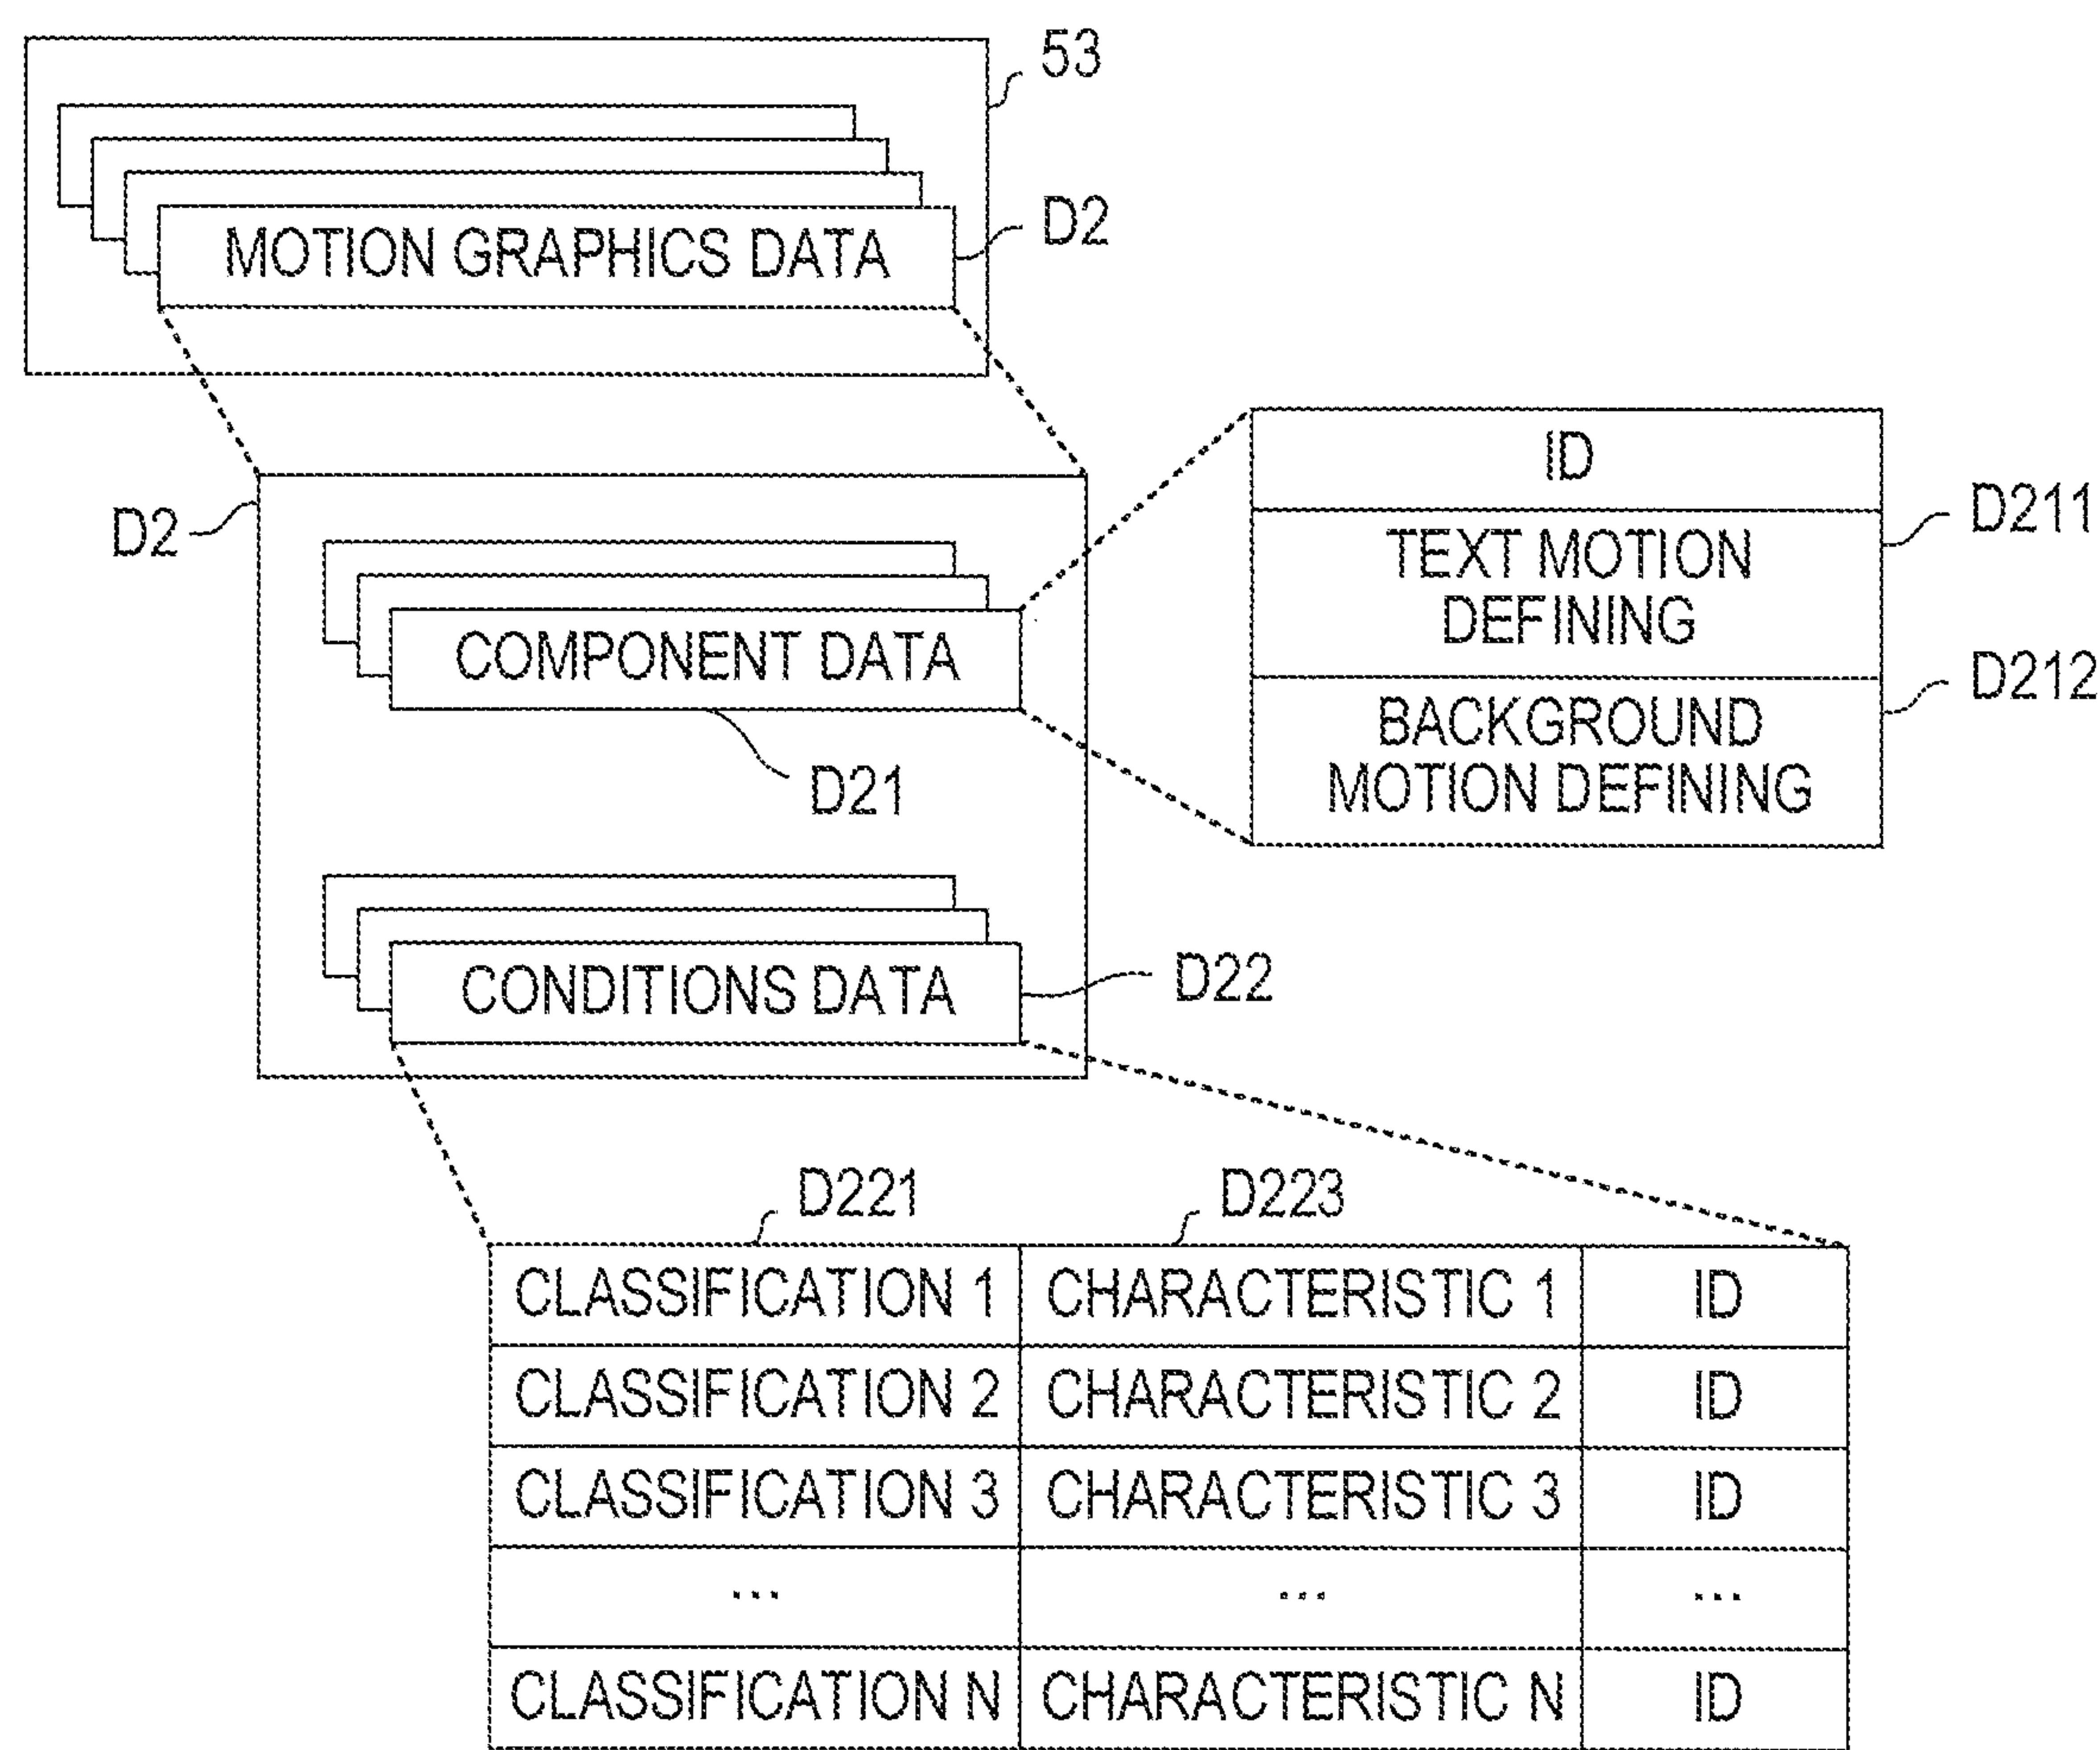 53
MOTION GRAPHICS DATA
D2
D2
COMPONENT DATA
D21
ID
TEXT MOTION
DEFINING
D211
BACKGROUND
MOTION DEFINING
D212
CONDITIONS DATA
D22
D221
D223
CLASSIFICATION 1 CHARACTERISTIC 1 ID
CLASSIFICATION 2 CHARACTERISTIC 2 ID
CLASSIFICATION 3 CHARACTERISTIC 3 ID
... ... ...
CLASSIFICATION N CHARACTERISTIC N ID